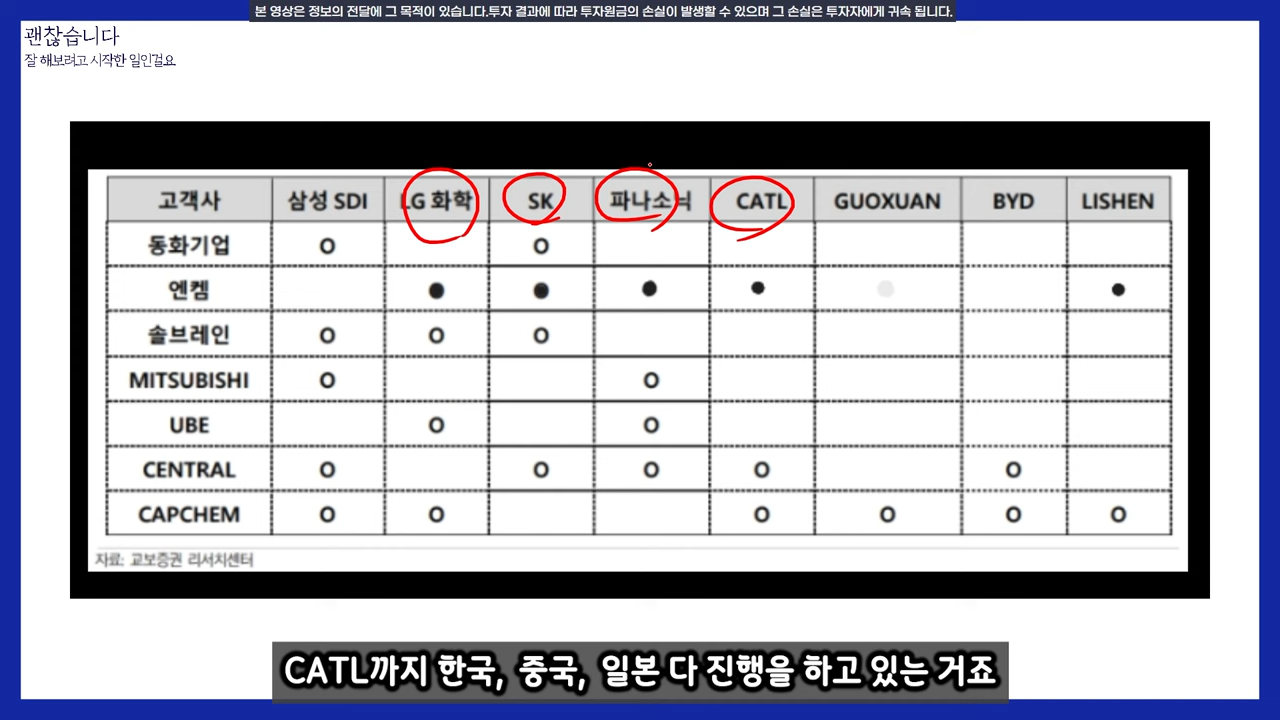 본 영상은 정보의 전달에 그 목적이 있습니다.투자 결과에 따라 투자원금의 손실이 발생할 수 있으며 그 손실은 투자자에게 귀속 됩니다.
괜찮습니다
잘 해보려고 시작한 일인걸요
고객사 삼성 SDI LG 화학 SK 파나소닉 CATL GUOXUAN BYD LISHEN
동화기업 O O
엔켐 ● ● ● ● ● ●
솔브레인 O O O
MITSUBISHI O O
UBE O O
CENTRAL O O O O O
CAPCHEM O O O O O O
자료: 교보증권 리서치센터
CATL까지 한국, 중국, 일본 다 진행을 하고 있는 거죠